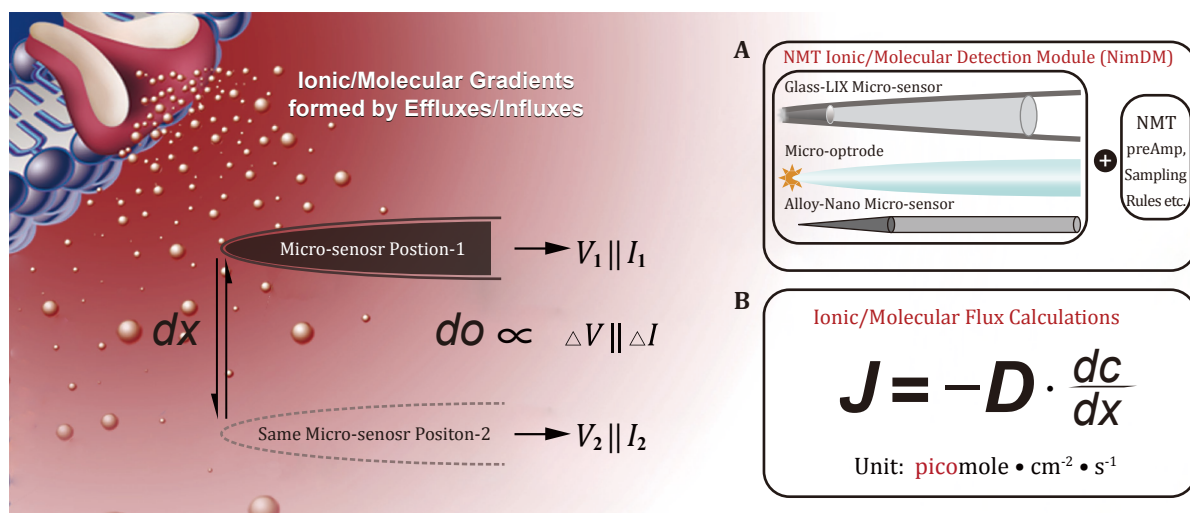 Ionic/Molecular Gradients
formed by Effluxes/Influxes
Micro-senosr Postion-1
V₁ || I₁
dx
do ∝ △V || △I
Same Micro-senosr Positon-2
V₂ || I₂
A
NMT Ionic/Molecular Detection Module (NimDM)
Glass-LIX Micro-sensor
Micro-optrode
Alloy-Nano Micro-sensor
+
NMT
preAmp,
Sampling
Rules etc.
B
Ionic/Molecular Flux Calculations
J = −D · dc/dx
Unit: picomole • cm⁻² • s⁻¹